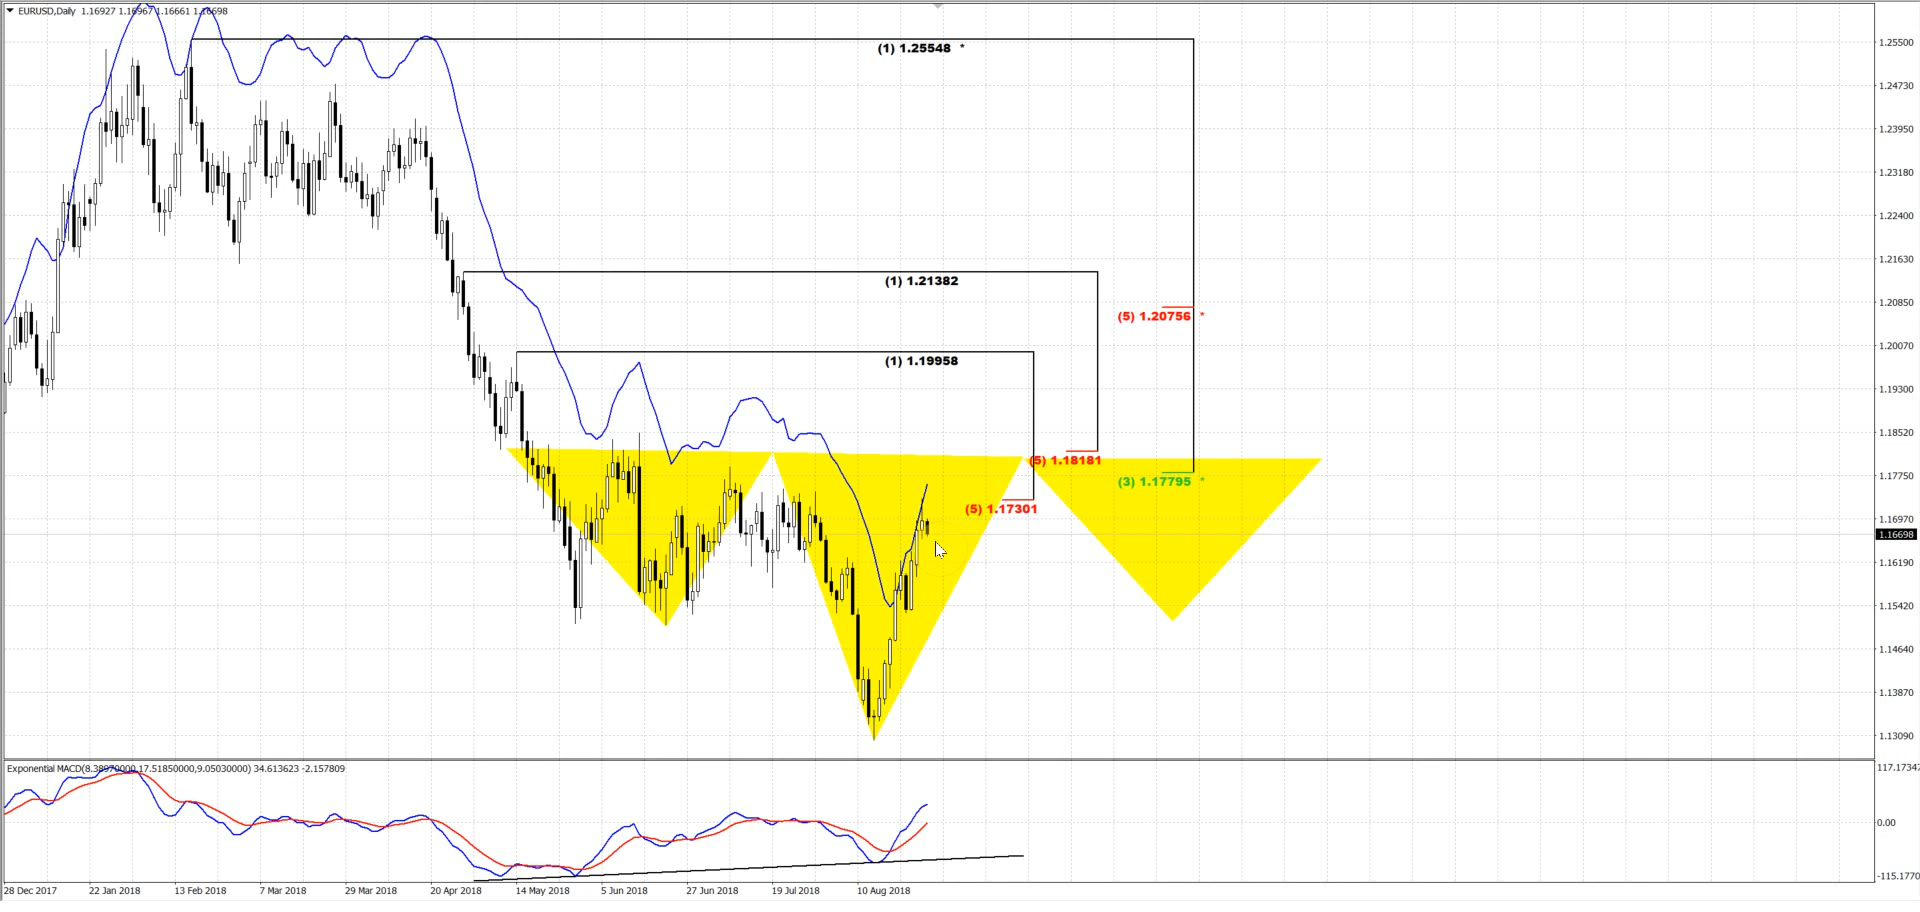 EURUSD,Daily 1.16927 1.16967 1.16661 1.16698
(1) 1.25548 *
(1) 1.21382
(5) 1.20756 *
(1) 1.19958
(5) 1.18181
(3) 1.17795 *
(5) 1.17301
1.25500
1.24730
1.23950
1.23180
1.22400
1.21630
1.20850
1.20070
1.19300
1.18520
1.17750
1.16970
1.16698
1.16190
1.15420
1.14640
1.13870
1.13090
Exponential MACD(8.38970000,17.51850000,9.05030000) 34.613623 -2.157809
117.17347
0.00
-115.1770
28 Dec 2017
22 Jan 2018
13 Feb 2018
7 Mar 2018
29 Mar 2018
20 Apr 2018
14 May 2018
5 Jun 2018
27 Jun 2018
19 Jul 2018
10 Aug 2018